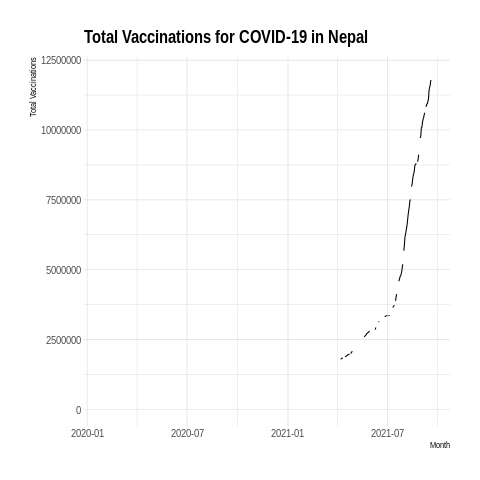 Total Vaccinations for COVID-19 in Nepal
Total Vaccinations
12500000
10000000
7500000
5000000
2500000
0
2020-01 2020-07 2021-01 2021-07
Month